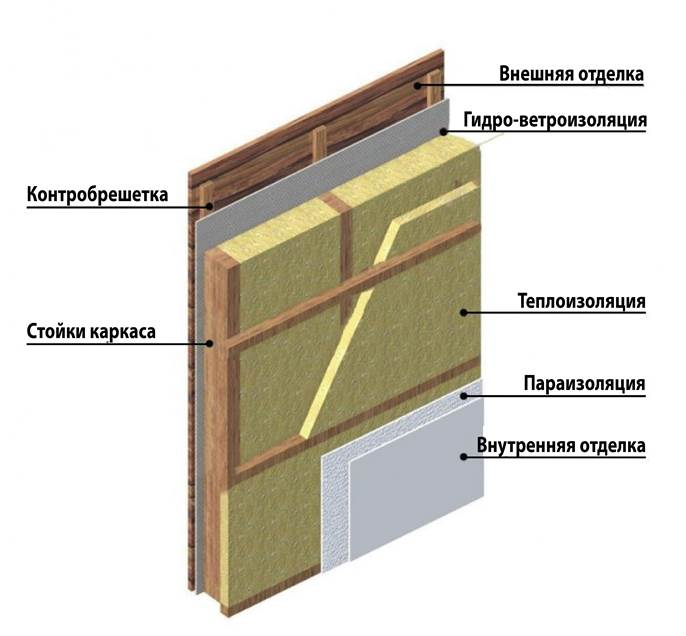 Внешняя отделка
Гидро-ветроизоляция
Контробрешетка
Теплоизоляция
Стойки каркаса
Параизоляция
Внутренняя отделка